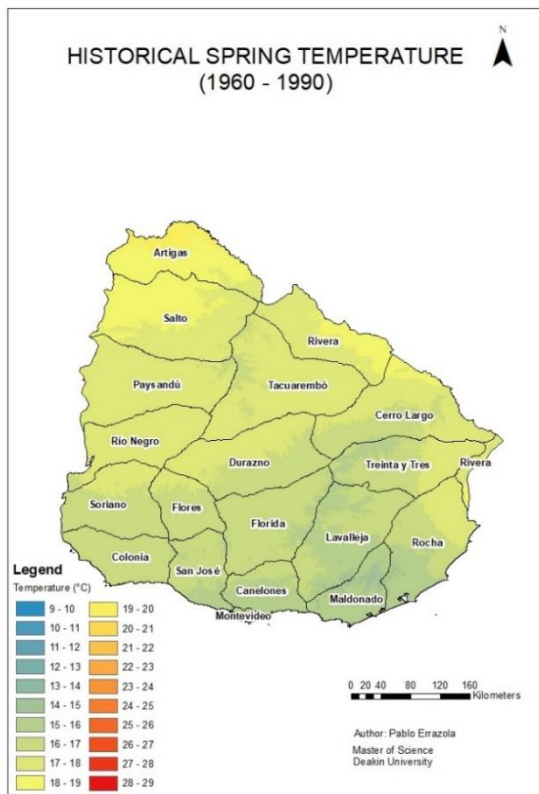 N
HISTORICAL SPRING TEMPERATURE
(1960 - 1990)
Artigas
Salto
Rivera
Paysandú
Tacuarembò
Cerro Largo
Río Negro
Durazno
Treinta y Tres
Rivera
Soriano
Flores
Florida
Lavalleja
Rocha
Colonia
San José
Canelones
Maldonado
Montevideo
Legend
Temperature (°C)
9 - 10
10 - 11
11 - 12
12 - 13
13 - 14
14 - 15
15 - 16
16 - 17
17 - 18
18 - 19
19 - 20
20 - 21
21 - 22
22 - 23
23 - 24
24 - 25
25 - 26
26 - 27
27 - 28
28 - 29
0 20 40 80 120 160
Kilometers
Author: Pablo Errazola
Master of Science
Deakin University